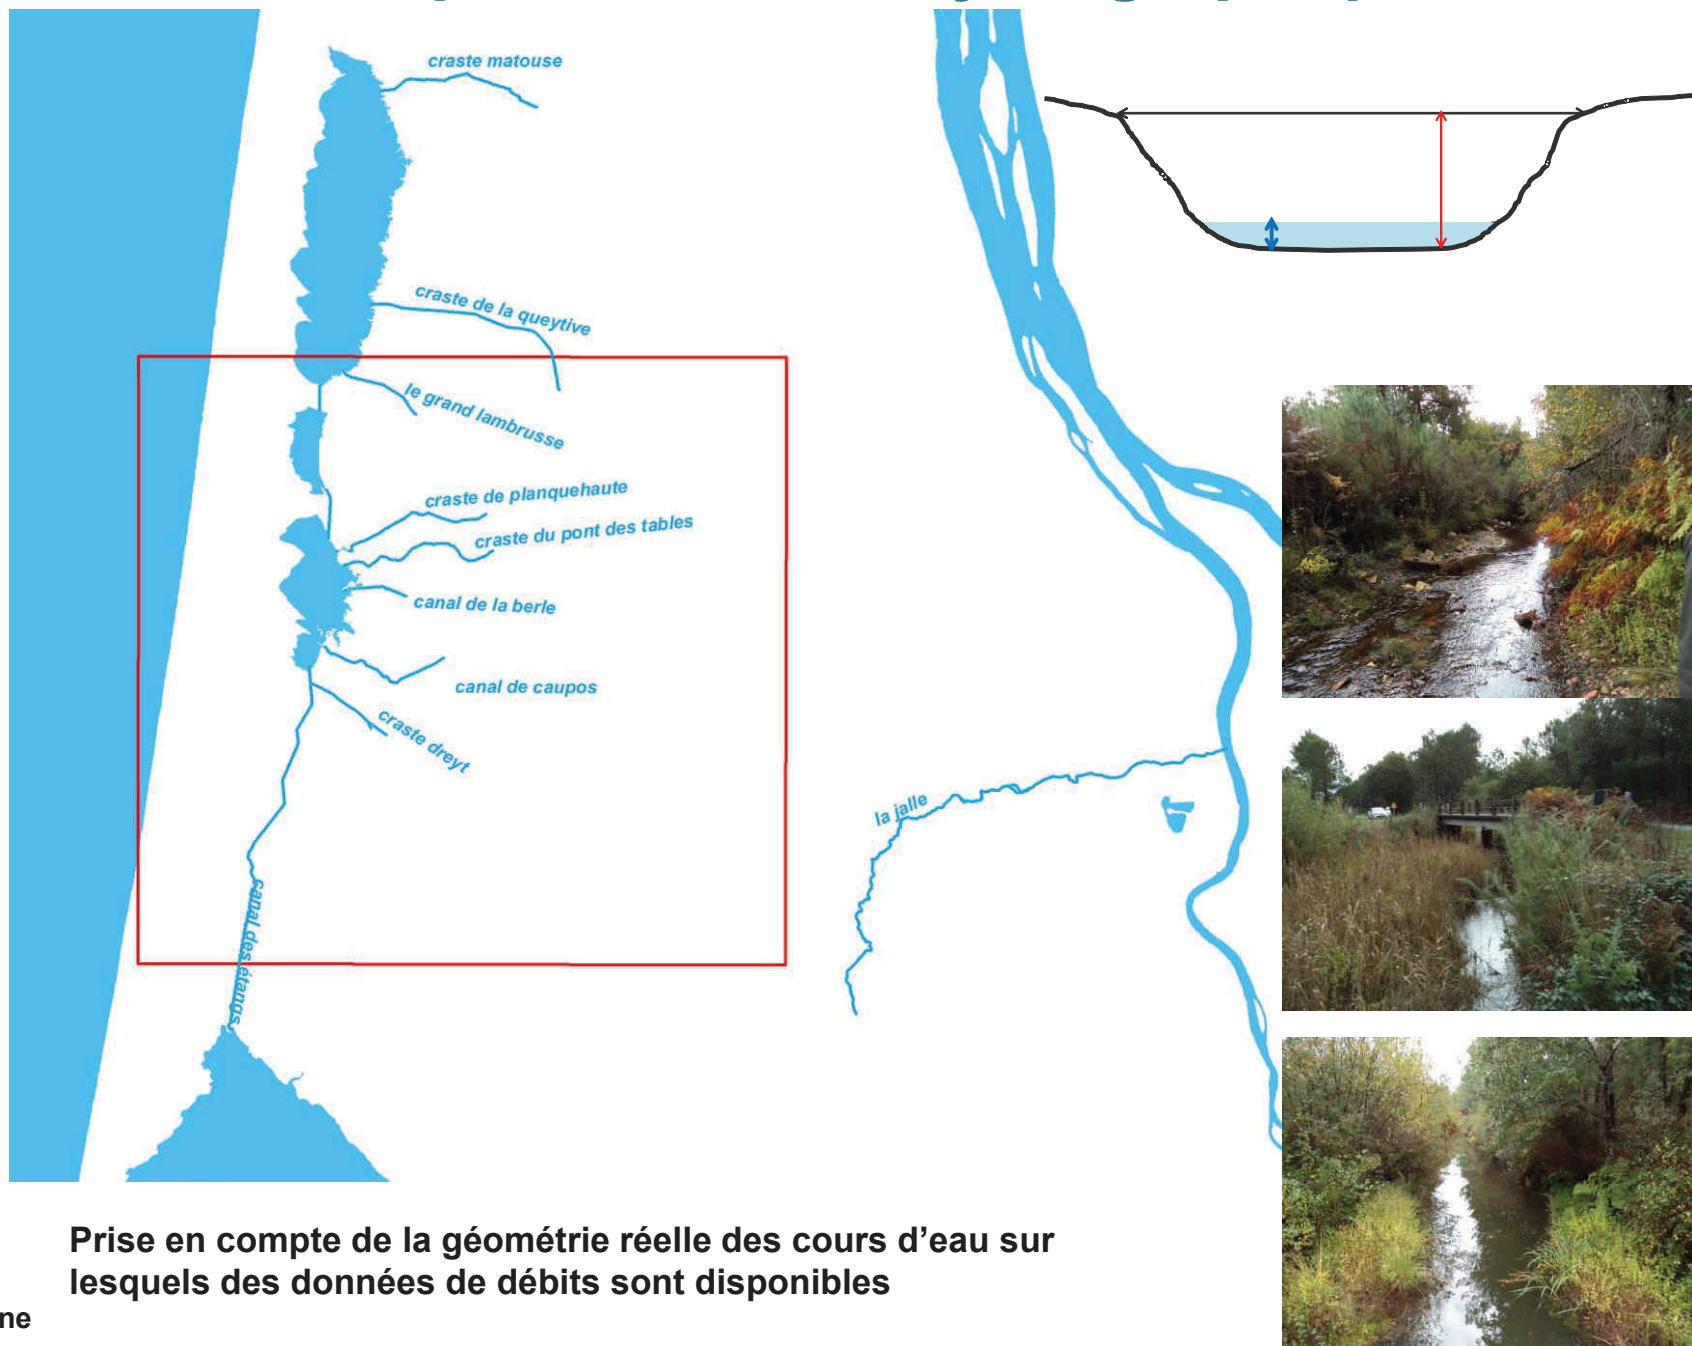 craste matouse
craste de la queytive
le grand lambrusse
craste de planquehaute
craste du pont des tables
canal de la berle
canal de caupos
craste dreyt
la jalle
canal des étangs
Prise en compte de la géométrie réelle des cours d’eau sur
lesquels des données de débits sont disponibles
ne